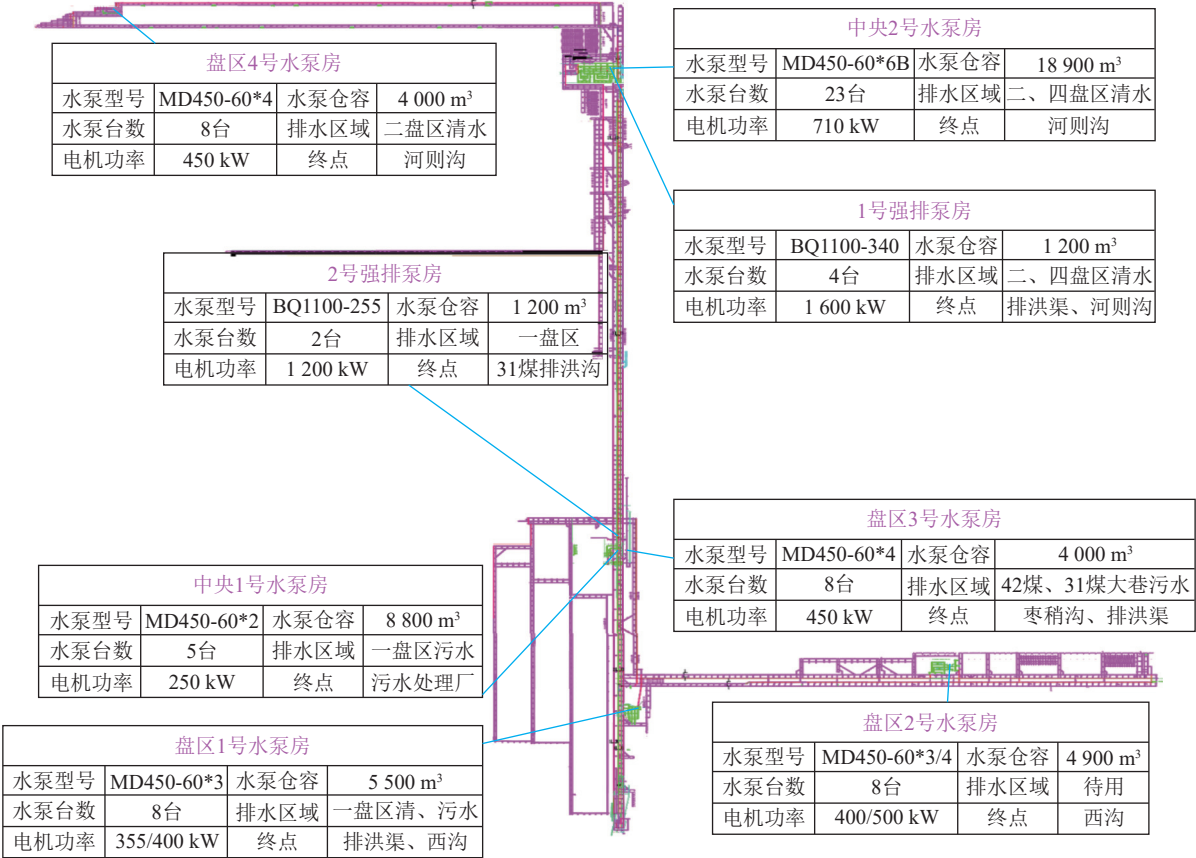 盘区4号水泵房
水泵型号 MD450-60*4 水泵仓容 4 000 m³
水泵台数 8台 排水区域 二盘区清水
电机功率 450 kW 终点 河则沟
中央2号水泵房
水泵型号 MD450-60*6B 水泵仓容 18 900 m³
水泵台数 23台 排水区域 二、四盘区清水
电机功率 710 kW 终点 河则沟
1号强排泵房
水泵型号 BQ1100-340 水泵仓容 1 200 m³
水泵台数 4台 排水区域 二、四盘区清水
电机功率 1 600 kW 终点 排洪渠、河则沟
2号强排泵房
水泵型号 BQ1100-255 水泵仓容 1 200 m³
水泵台数 2台 排水区域 一盘区
电机功率 1 200 kW 终点 31煤排洪沟
盘区3号水泵房
水泵型号 MD450-60*4 水泵仓容 4 000 m³
水泵台数 8台 排水区域 42煤、31煤大巷污水
电机功率 450 kW 终点 枣稍沟、排洪渠
中央1号水泵房
水泵型号 MD450-60*2 水泵仓容 8 800 m³
水泵台数 5台 排水区域 一盘区污水
电机功率 250 kW 终点 污水处理厂
盘区1号水泵房
水泵型号 MD450-60*3 水泵仓容 5 500 m³
水泵台数 8台 排水区域 一盘区清、污水
电机功率 355/400 kW 终点 排洪渠、西沟
盘区2号水泵房
水泵型号 MD450-60*3/4 水泵仓容 4 900 m³
水泵台数 8台 排水区域 待用
电机功率 400/500 kW 终点 西沟